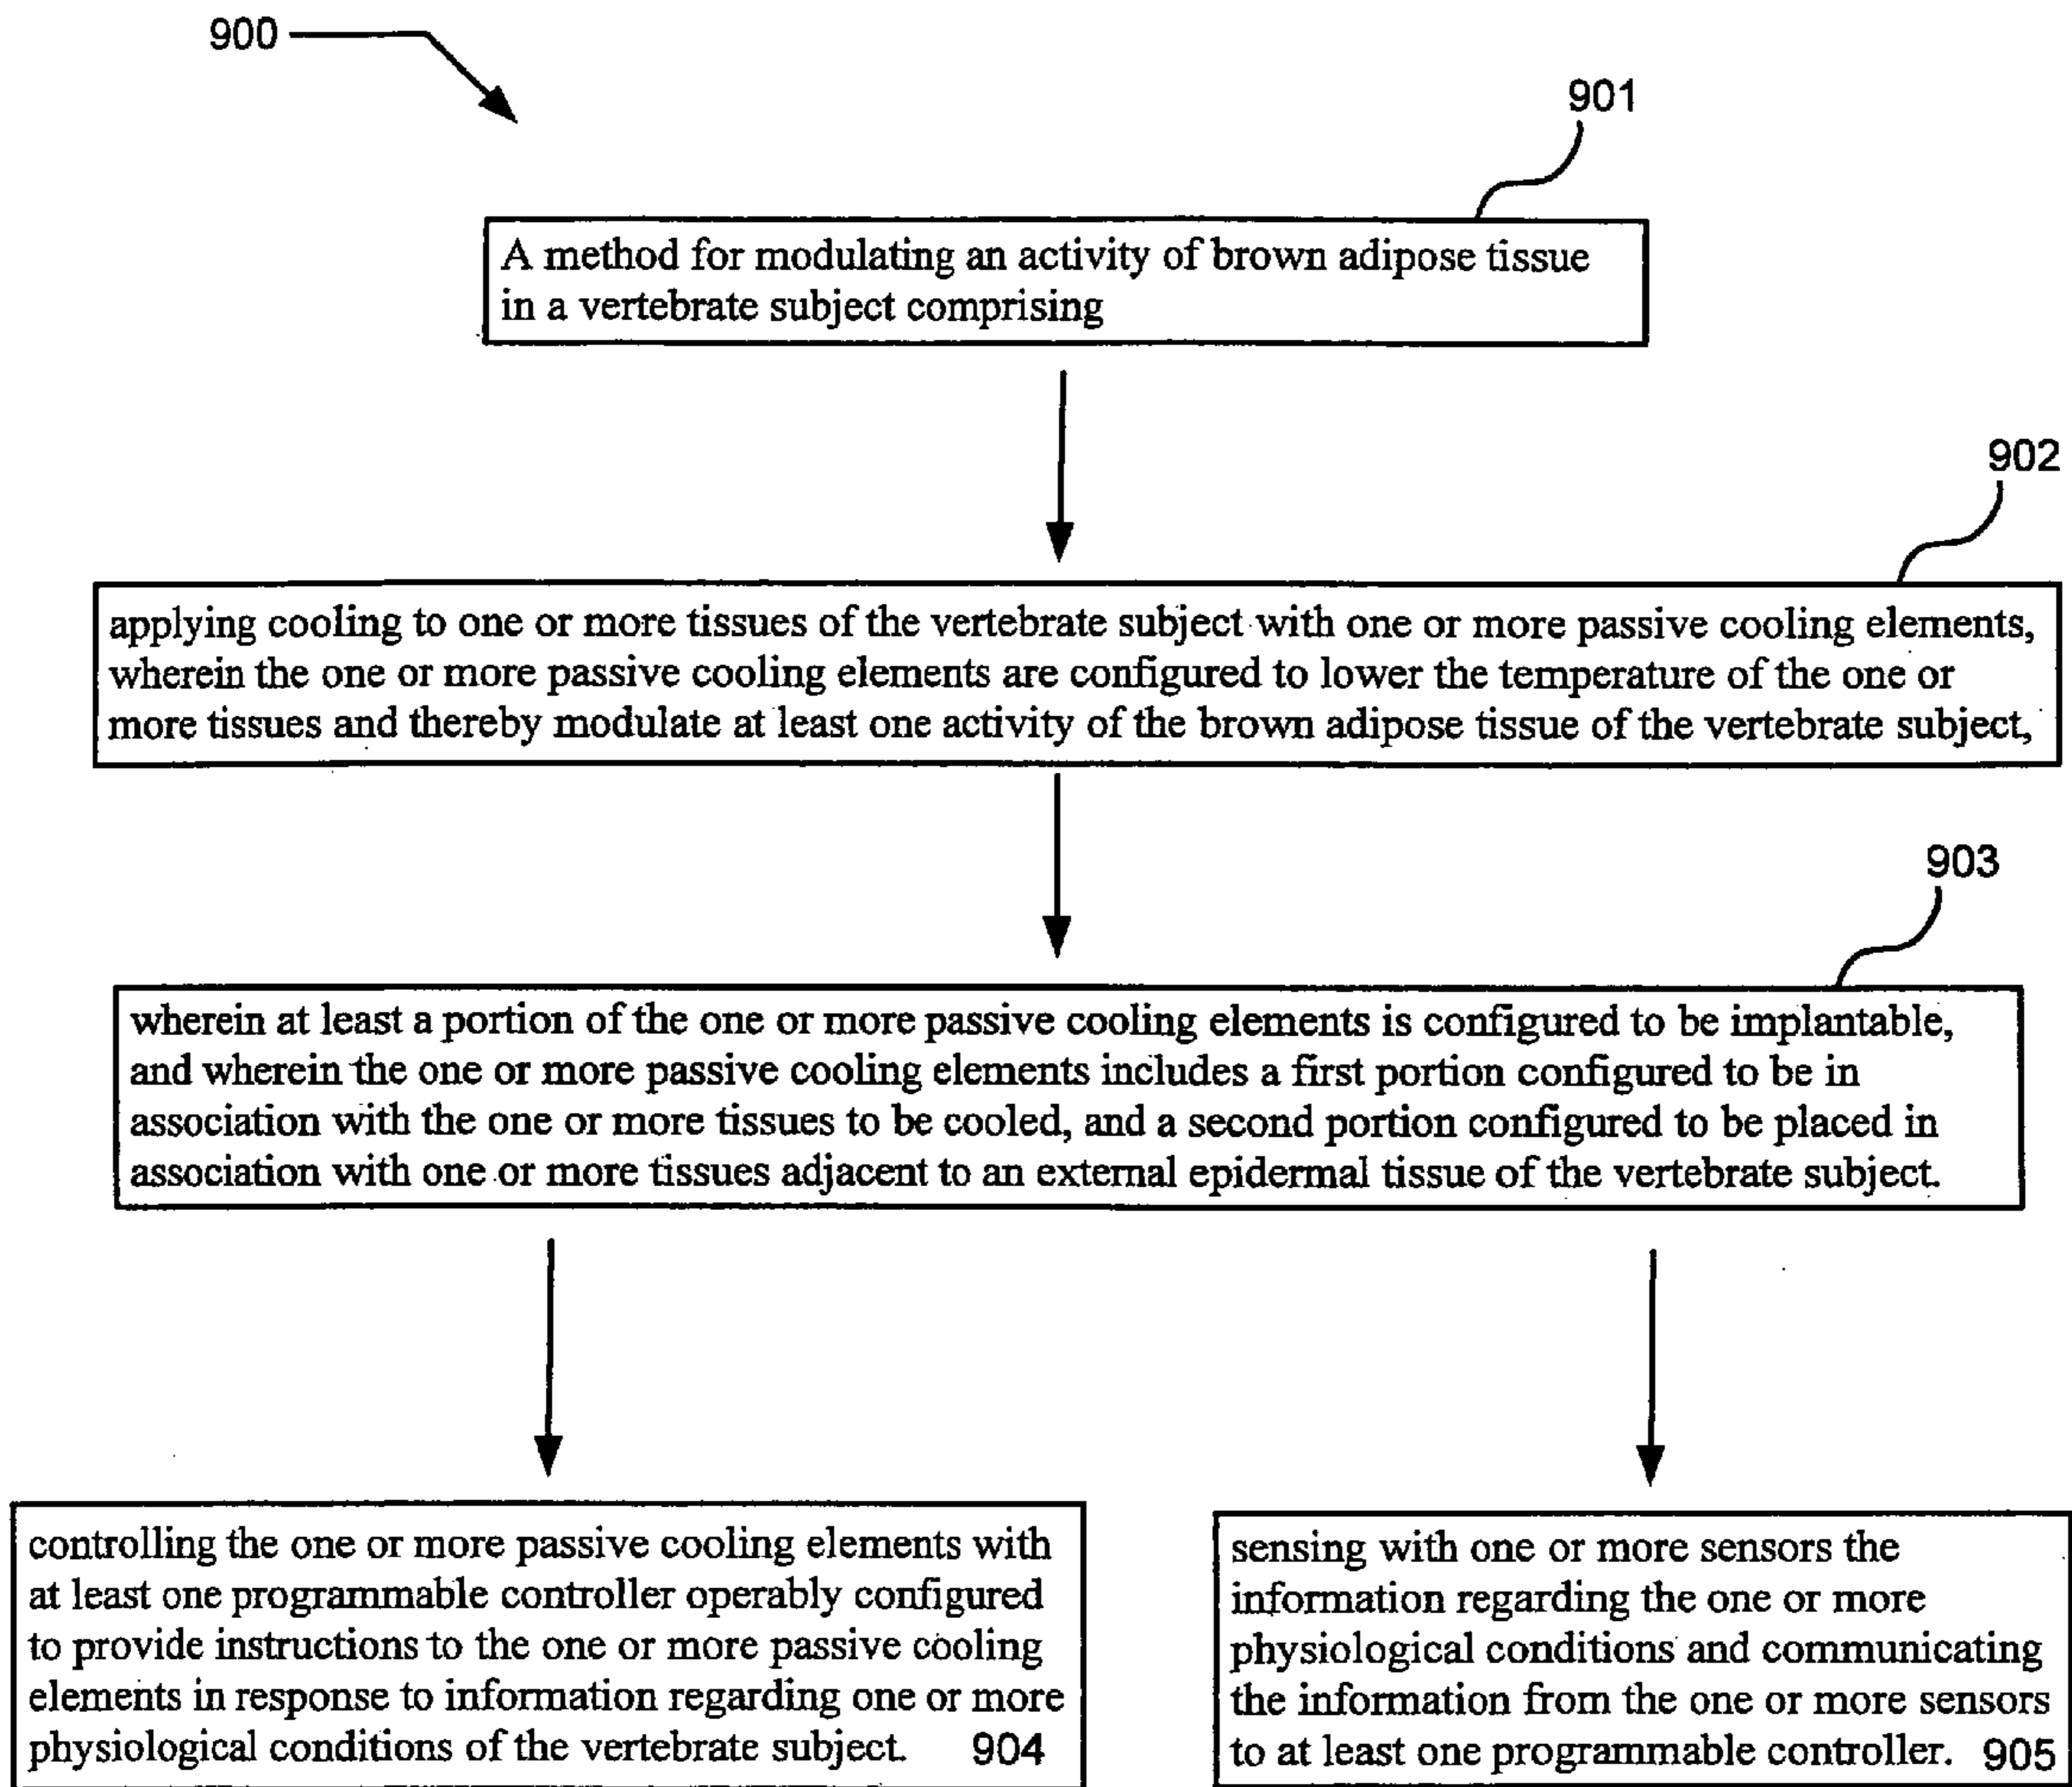 900
901
A method for modulating an activity of brown adipose tissue
in a vertebrate subject comprising
902
applying cooling to one or more tissues of the vertebrate subject with one or more passive cooling elements,
wherein the one or more passive cooling elements are configured to lower the temperature of the one or
more tissues and thereby modulate at least one activity of the brown adipose tissue of the vertebrate subject,
903
wherein at least a portion of the one or more passive cooling elements is configured to be implantable,
and wherein the one or more passive cooling elements includes a first portion configured to be in
association with the one or more tissues to be cooled, and a second portion configured to be placed in
association with one or more tissues adjacent to an external epidermal tissue of the vertebrate subject.
controlling the one or more passive cooling elements with
at least one programmable controller operably configured
to provide instructions to the one or more passive cooling
elements in response to information regarding one or more
physiological conditions of the vertebrate subject. 904
sensing with one or more sensors the
information regarding the one or more
physiological conditions and communicating
the information from the one or more sensors
to at least one programmable controller. 905